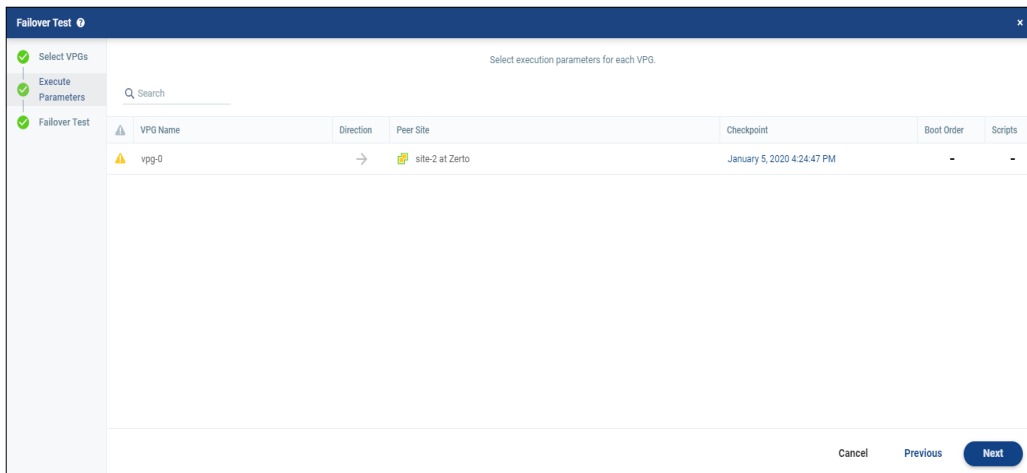 Failover Test ?
×
Select VPGs
Execute
Parameters
Failover Test
Select execution parameters for each VPG.
Search
VPG Name Direction Peer Site Checkpoint Boot Order Scripts
vpg-0 → site-2 at Zerto January 5, 2020 4:24:47 PM - -
Cancel Previous Next